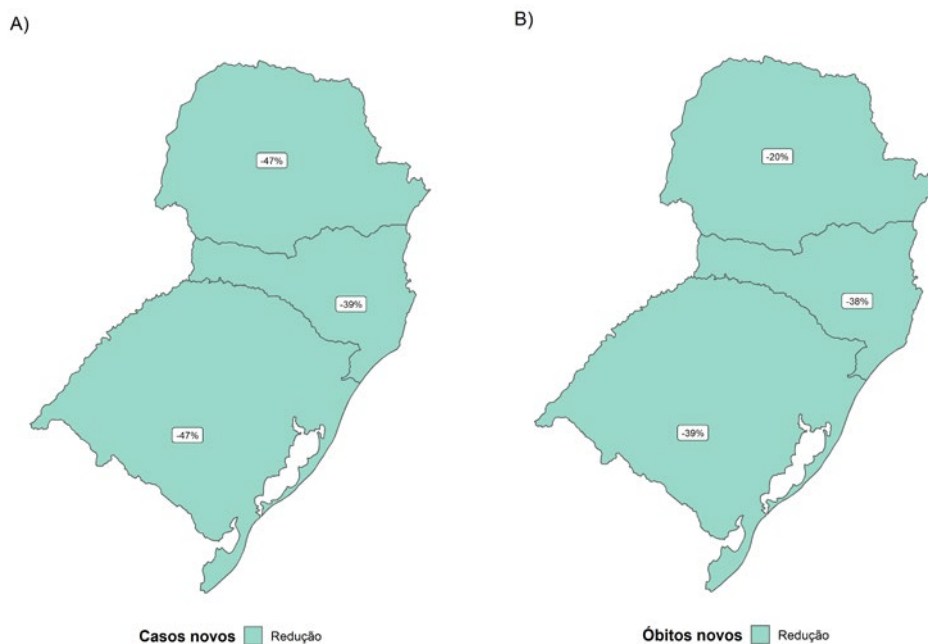 A)
B)
-47%
-20%
-39%
-38%
-47%
-39%
Casos novos Redução
Óbitos novos Redução